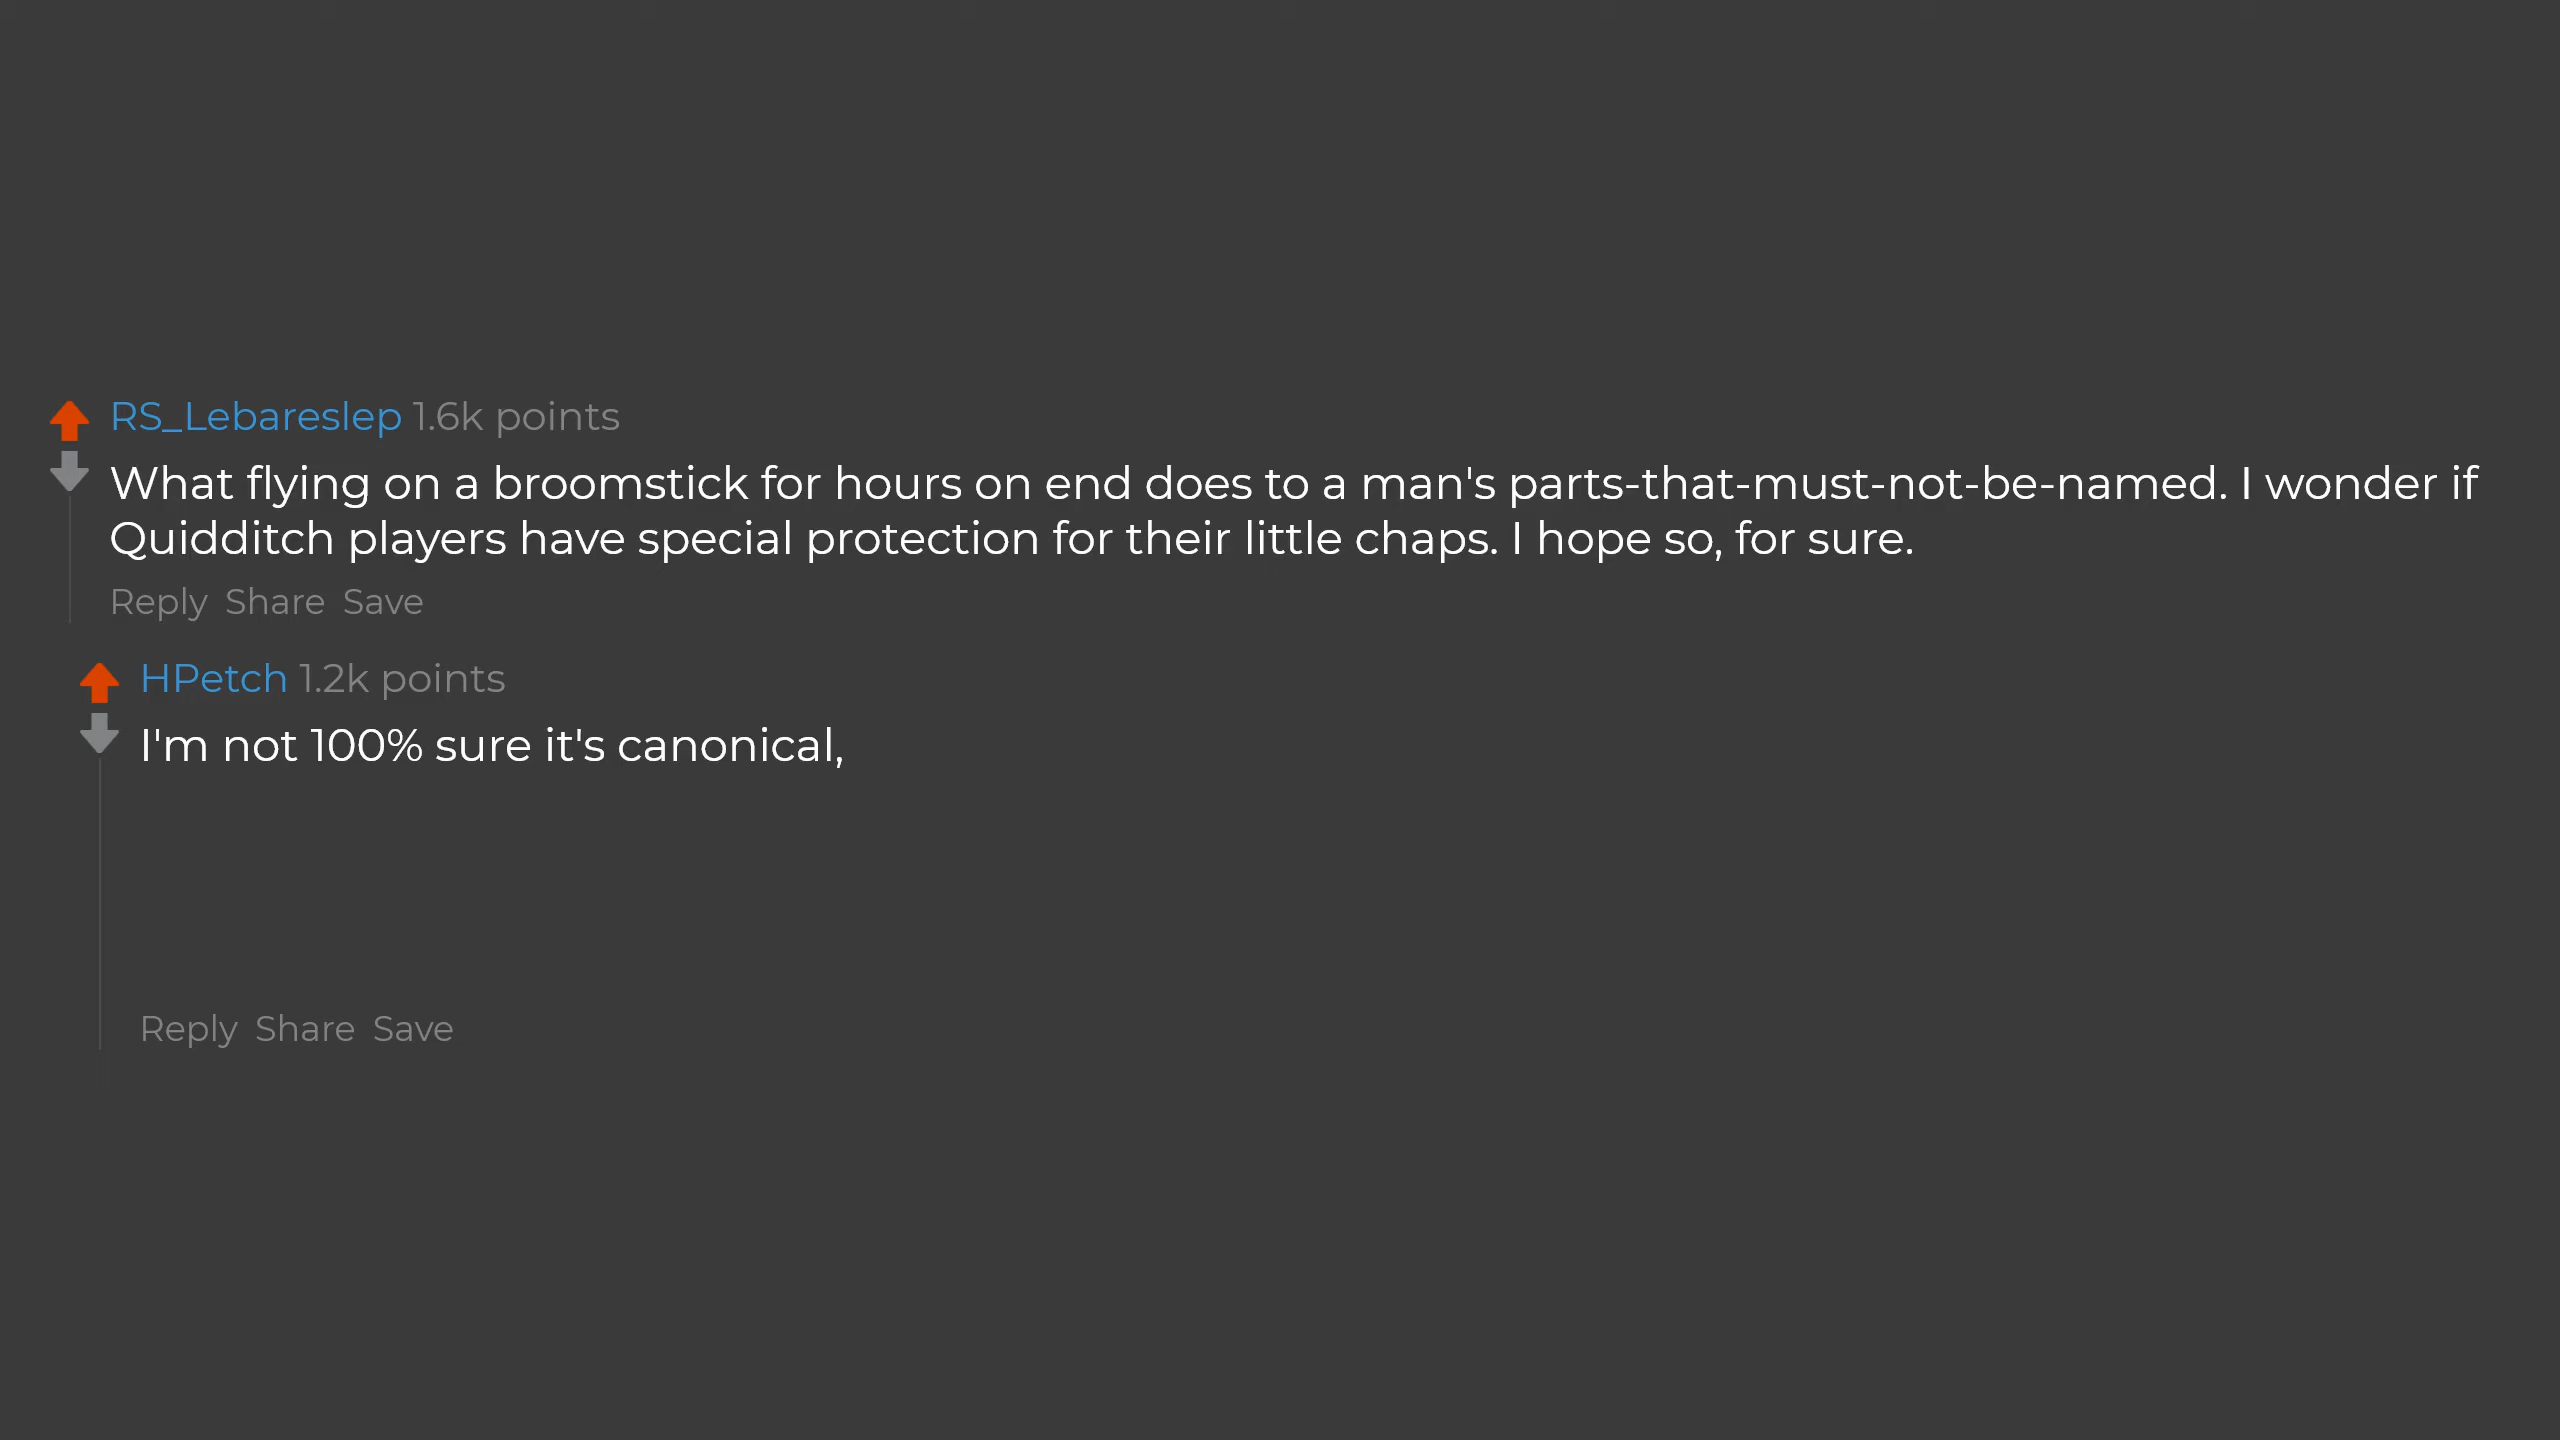 RS_Lebareslep 1.6k points
What flying on a broomstick for hours on end does to a man's parts-that-must-not-be-named. I wonder if
Quidditch players have special protection for their little chaps. I hope so, for sure.
Reply Share Save
HPetch 1.2k points
I'm not 100% sure it's canonical,
Reply Share Save